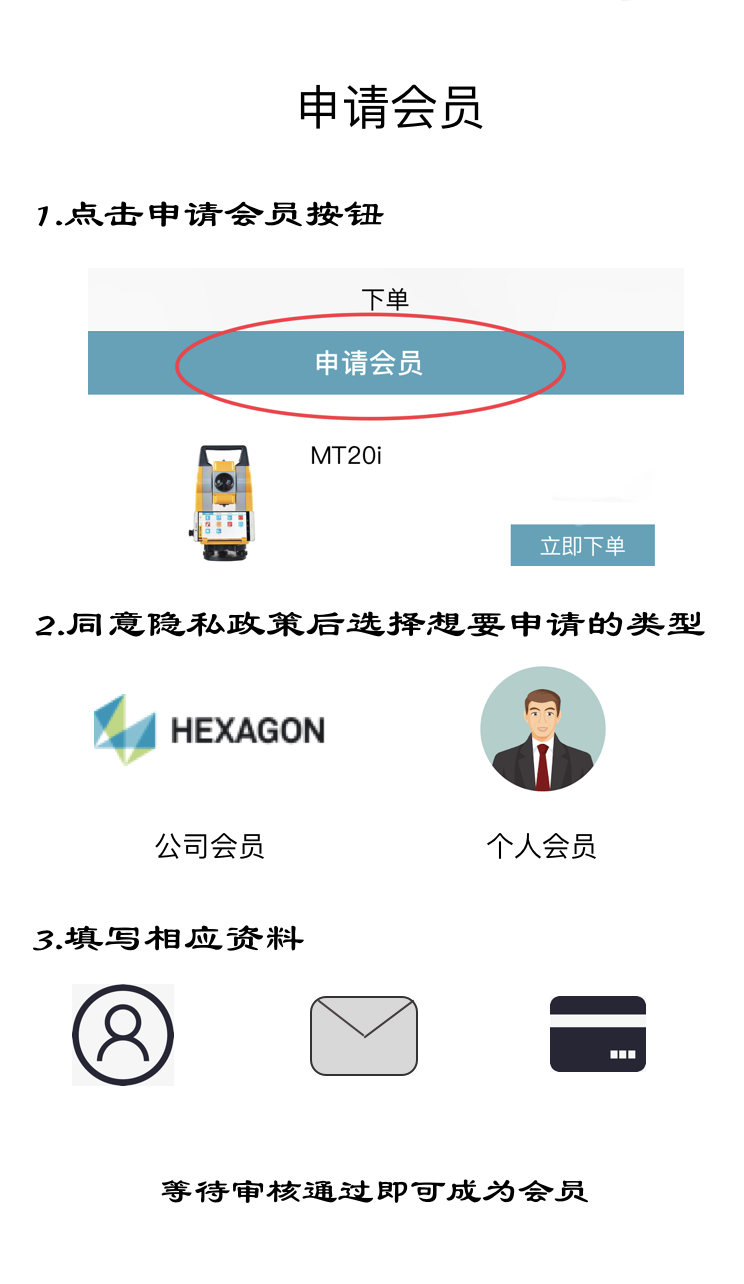 申请会员
1.点击申请会员按钮
下单
申请会员
MT20i
立即下单
2.同意隐私政策后选择想要申请的类型
HEXAGON
公司会员
个人会员
3.填写相应资料
等待审核通过即可成为会员